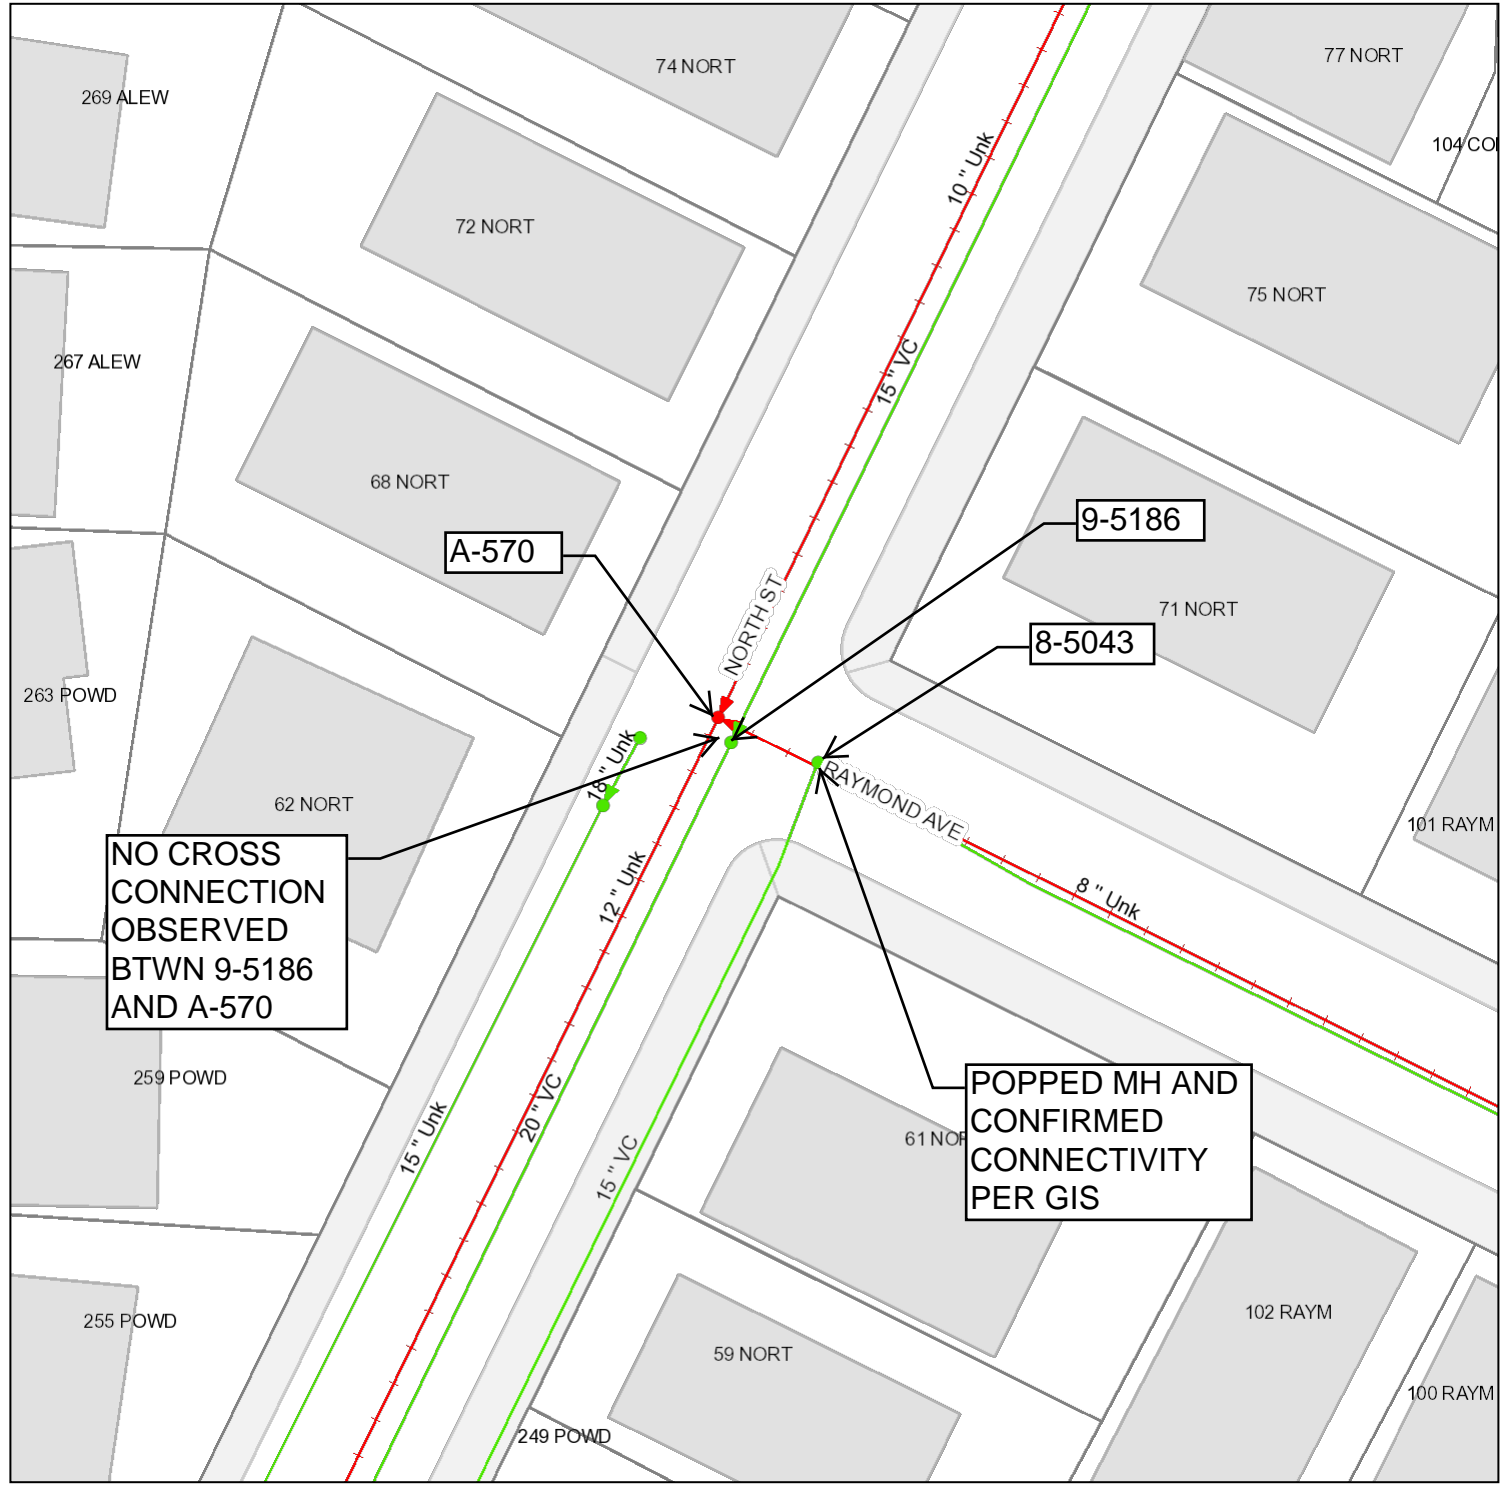 74 NORT
77 NORT
269 ALEW
104 CO
10 " Unk
72 NORT
75 NORT
15 " VC
267 ALEW
68 NORT
9-5186
A-570
71 NORT
NORTH ST
8-5043
263 POWD
18 " Unk
RAYMOND AVE
62 NORT
101 RAYM
NO CROSS
CONNECTION
OBSERVED
BTWN 9-5186
AND A-570
12 " Unk
8 " Unk
259 POWD
20 " VC
15 " Unk
15 " VC
61 NOR
POPPED MH AND
CONFIRMED
CONNECTIVITY
PER GIS
255 POWD
102 RAYM
59 NORT
100 RAYM
249 POWD